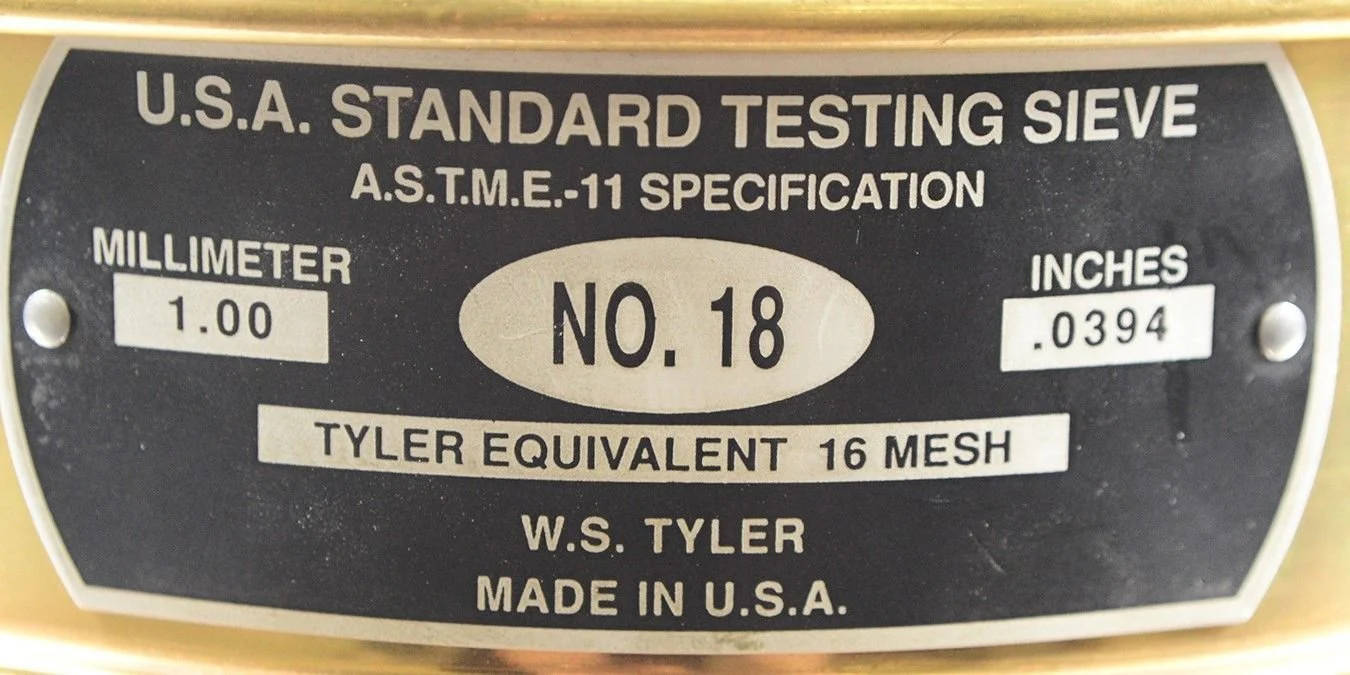 U.S.A. STANDARD TESTING SIEVE
A.S.T.M.E.-11 SPECIFICATION
MILLIMETER
1.00
NO. 18
INCHES
.0394
TYLER EQUIVALENT 16 MESH
W.S. TYLER
MADE IN U.S.A.